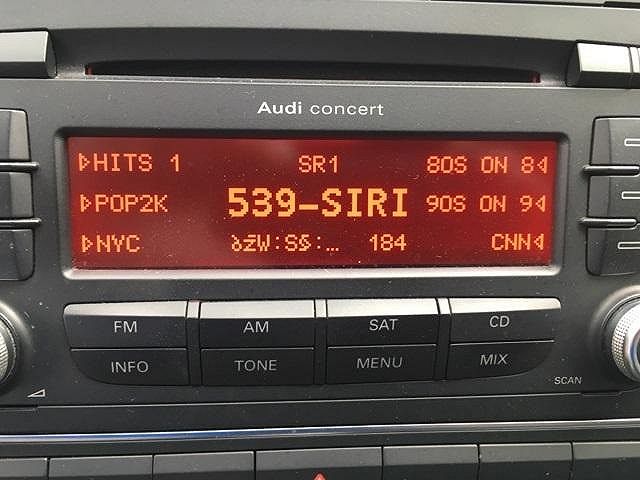 Audi concert
HITS 1 SR1 80S ON 8
POP2K 539-SIRI 90S ON 9
NYC 184 CNN
FM AM SAT CD
INFO TONE MENU MIX
SCAN